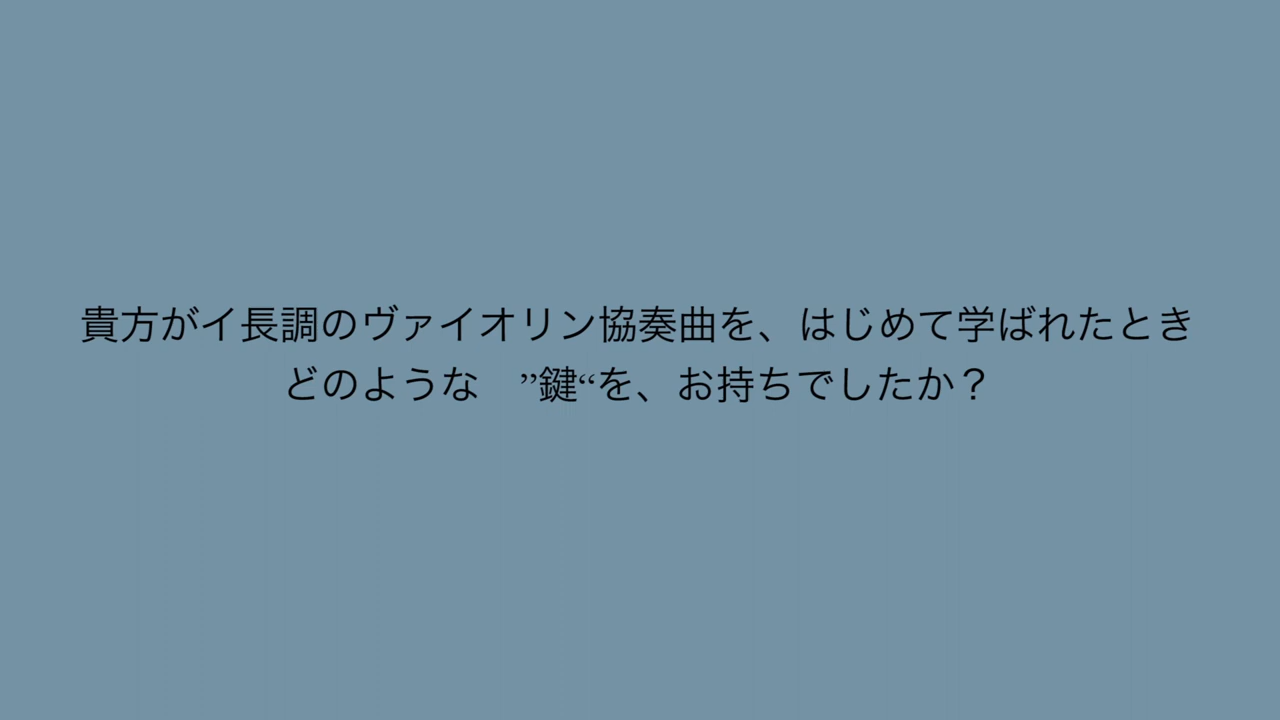 貴方がイ長調のヴァイオリン協奏曲を、はじめて学ばれたとき
どのような　”鍵“を、お持ちでしたか？